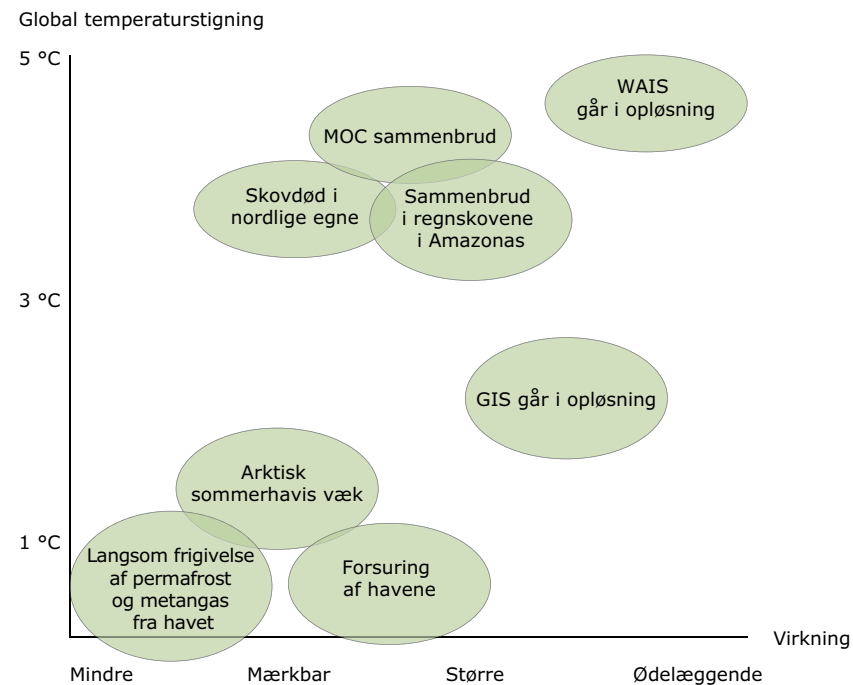 Global temperaturstigning
5 °C
WAIS
går i opløsning
MOC sammenbrud
Skovdød i
nordlige egne
Sammenbrud
i regnskovene
i Amazonas
3 °C
GIS går i opløsning
Arktisk
sommerhavis væk
1 °C
Langsom frigivelse
af permafrost
og metangas
fra havet
Forsuring
af havene
Virkning
Mindre
Mærkbar
Større
Ødelæggende